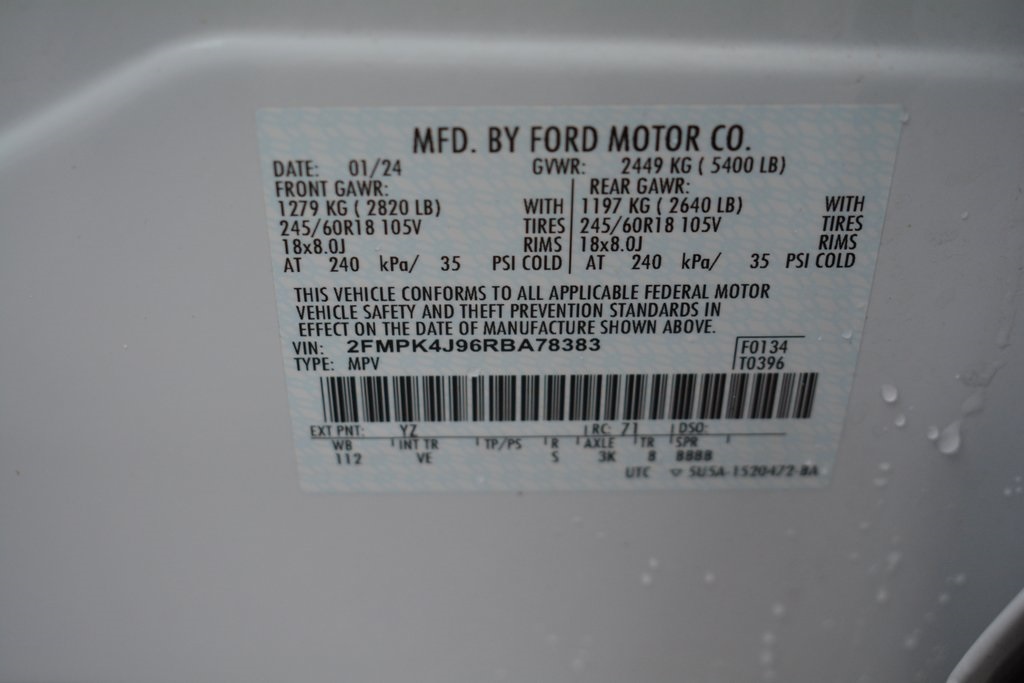 MFD. BY FORD MOTOR CO.
DATE: 01/24 GVWR: 2449 KG ( 5400 LB)
FRONT GAWR: REAR GAWR:
1279 KG ( 2820 LB) WITH 1197 KG ( 2640 LB) WITH
245/60R18 105V TIRES 245/60R18 105V TIRES
18x8.0J RIMS 18x8.0J RIMS
AT 240 kPa/ 35 PSI COLD AT 240 kPa/ 35 PSI COLD
THIS VEHICLE CONFORMS TO ALL APPLICABLE FEDERAL MOTOR
VEHICLE SAFETY AND THEFT PREVENTION STANDARDS IN
EFFECT ON THE DATE OF MANUFACTURE SHOWN ABOVE.
VIN: 2FMPK4J96RBA78383 F0134
TYPE: MPV T0396
EXT PNT: YZ RC: 71 DSO:
WB INT TR TP/PS R AXLE TR SPR
112 VE S 3K 8 8888
UTC